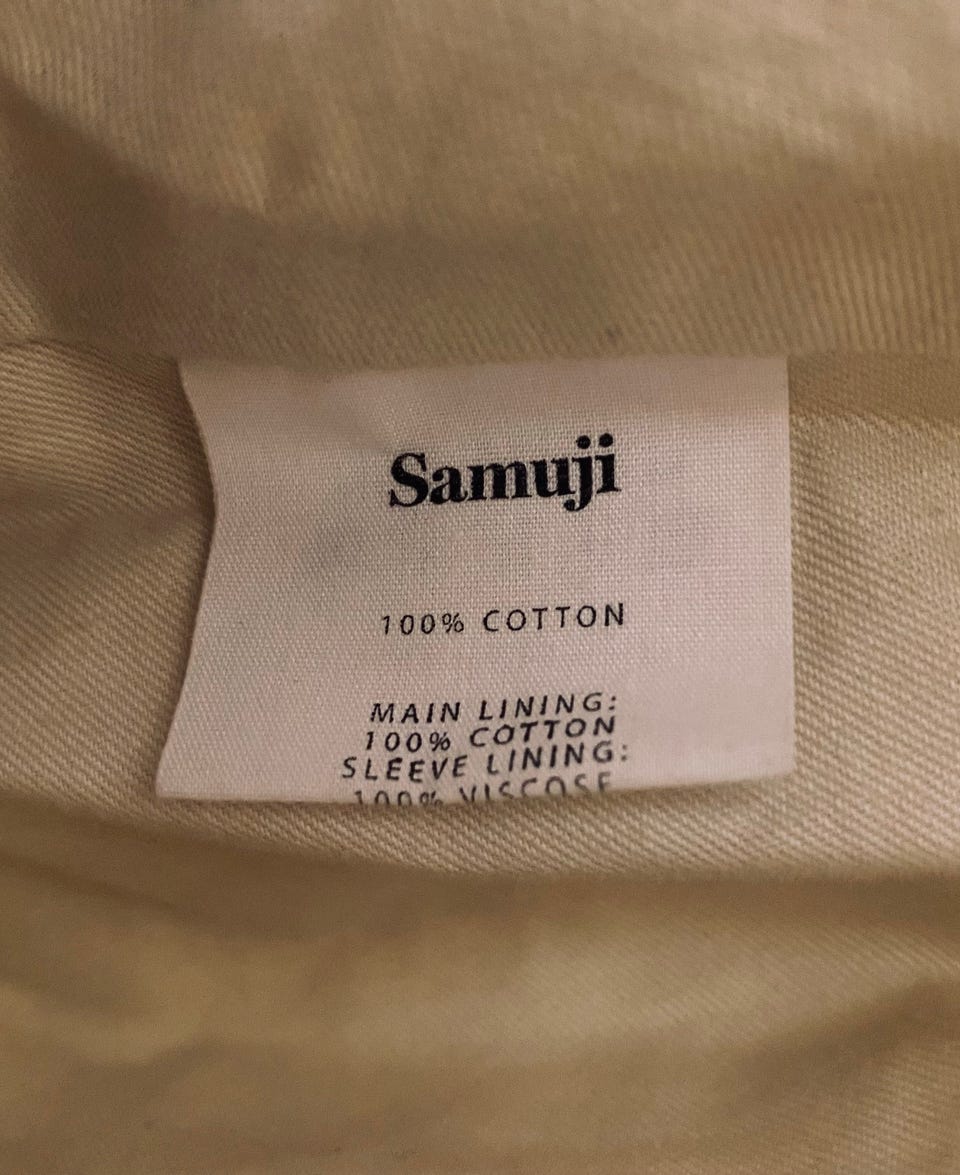 Samuji
100% COTTON
MAIN LINING:
100% COTTON
SLEEVE LINING:
100% VISCOSE